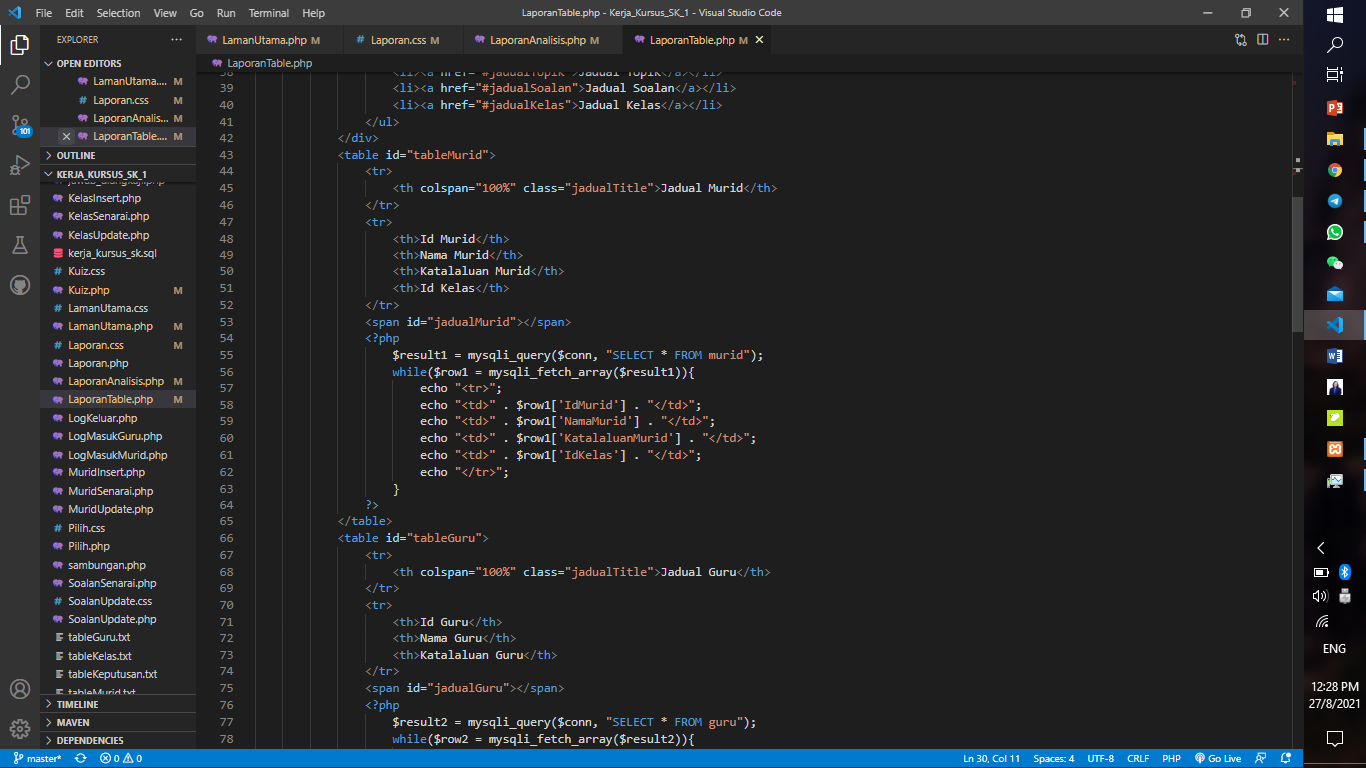 File Edit Selection View Go Run Terminal Help
LaporanTable.php - Kerja_Kursus_SK_1 - Visual Studio Code
EXPLORER
OPEN EDITORS
LamanUtama.... M
Laporan.css M
LaporanAnalis... M
LaporanTable.... M
OUTLINE
KERJA_KURSUS_SK_1
KelasInsert.php
KelasSenarai.php
KelasUpdate.php
kerja_kursus_sk.sql
Kuiz.css
Kuiz.php M
LamanUtama.css
LamanUtama.php M
Laporan.css M
Laporan.php
LaporanAnalisis.php M
LaporanTable.php M
LogKeluar.php
LogMasukGuru.php
LogMasukMurid.php
MuridInsert.php
MuridSenarai.php
MuridUpdate.php
Pilih.css
Pilih.php
sambungan.php
SoalanSenarai.php
SoalanUpdate.css
SoalanUpdate.php
tableGuru.txt
tableKelas.txt
tableKeputusan.txt
tableMurid.txt
TIMELINE
MAVEN
DEPENDENCIES
101
LamanUtama.php M
Laporan.css M
LaporanAnalisis.php M
LaporanTable.php M
LaporanTable.php
38 <li><a href="#jadualTopik">Jadual Topik</a></li>
39 <li><a href="#jadualSoalan">Jadual Soalan</a></li>
40 <li><a href="#jadualKelas">Jadual Kelas</a></li>
41 </ul>
42 </div>
43 <table id="tableMurid">
44 <tr>
45 <th colspan="100%" class="jadualTitle">Jadual Murid</th>
46 </tr>
47 <tr>
48 <th>Id Murid</th>
49 <th>Nama Murid</th>
50 <th>Katalaluan Murid</th>
51 <th>Id Kelas</th>
52 </tr>
53 <span id="jadualMurid"></span>
54 <?php
55 $result1 = mysqli_query($conn, "SELECT * FROM murid");
56 while($row1 = mysqli_fetch_array($result1)){
57 echo "<tr>";
58 echo "<td>" . $row1['IdMurid'] . "</td>";
59 echo "<td>" . $row1['NamaMurid'] . "</td>";
60 echo "<td>" . $row1['KatalaluanMurid'] . "</td>";
61 echo "<td>" . $row1['IdKelas'] . "</td>";
62 echo "</tr>";
63 }
64 ?>
65 </table>
66 <table id="tableGuru">
67 <tr>
68 <th colspan="100%" class="jadualTitle">Jadual Guru</th>
69 </tr>
70 <tr>
71 <th>Id Guru</th>
72 <th>Nama Guru</th>
73 <th>Katalaluan Guru</th>
74 </tr>
75 <span id="jadualGuru"></span>
76 <?php
77 $result2 = mysqli_query($conn, "SELECT * FROM guru");
78 while($row2 = mysqli_fetch_array($result2)){
master* 0 0
Ln 30, Col 11 Spaces: 4 UTF-8 CRLF PHP Go Live
ENG
12:28 PM
27/8/2021